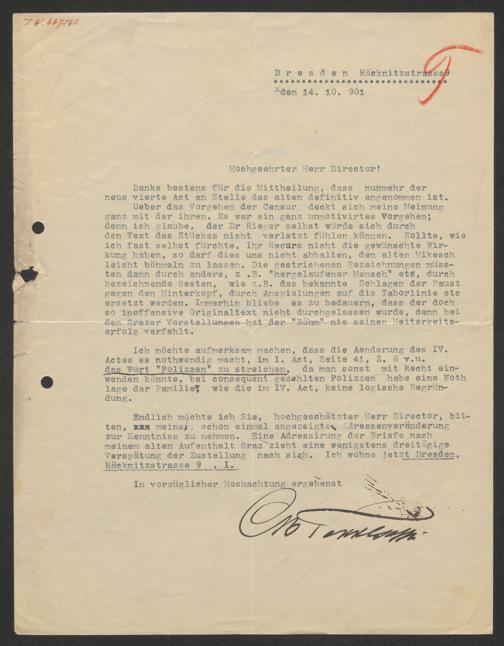 I.N. 667580
D r e s d e n Räcknitzstrasse9
den 14. 10. 901
Hochgeehrter Herr Director!
Danke bestens für die Mittheilung, dass nunmehr der
neue vierte Act an Stelle des alten definitiv angenommen ist.
Ueber das Vorgehen der Censur deckt sich meine Meinung
ganz mit der ihren. Es war ein ganz unmotivirtes Vorgehen;
denn ich glaube, der Dr Rieger selbst würde sich durch
den Text des Stückes nicht verletzt fühlen können. Sollte, wie
ich fast selbst fürchte, Ihr Recurs nicht die gewünschte Wir-
kung haben, so darf dies uns nicht abhalten, den alten Mikesch
leicht böhmeln zu lassen. Die gestrichenen Bezeichnungen müss-
ten dann durch andere, z .B. "hergelaufener Mensch" etc, durch
bezeichnende Gesten, wie z.B. das bekannte Schlagen der Faust
gegen den Hinterkopf, durch Anspielungen auf die Taborlinie etc
ersetzt werden. Immerhin bliebe es zu bedauern, dass der doch
so inoffensive Originaltext nicht durchgelassen wurde, denn bei
den Grazer Vorstellungen hat der "Böhm" nie seinen Heiterkeits-
erfolg verfehlt.
Ich möchte aufmerksam machen, dass die Aenderung des IV.
Actes es nothwendig macht, im I. Act, Seite 41, Z. 6 v.u.
das Wort "Polizzen" zu streichen, da man sonst mit Recht ein-
wenden könnte, bei consequent gezahlten Polizzen habe eine Noth
lage der Familie, wie die im IV. Act, keine logische Begrün-
dung.
Endlich möchte ich Sie, hochgeschätzter Herr Director, bit-
ten, xxx meine, schon einmal angezeigte Adressenveränderung
zur Kenntniss zu nehmen. Eine Adressirung der Briefe nach
meinem alten Aufenthalt Graz zieht eine wenigstens dreitägige
Verspätung der Zustellung nach sich. Ich wohne jetzt Dresden,
Räcknitzstrasse 9 , I.
In vorzüglicher Hochachtung ergebenst